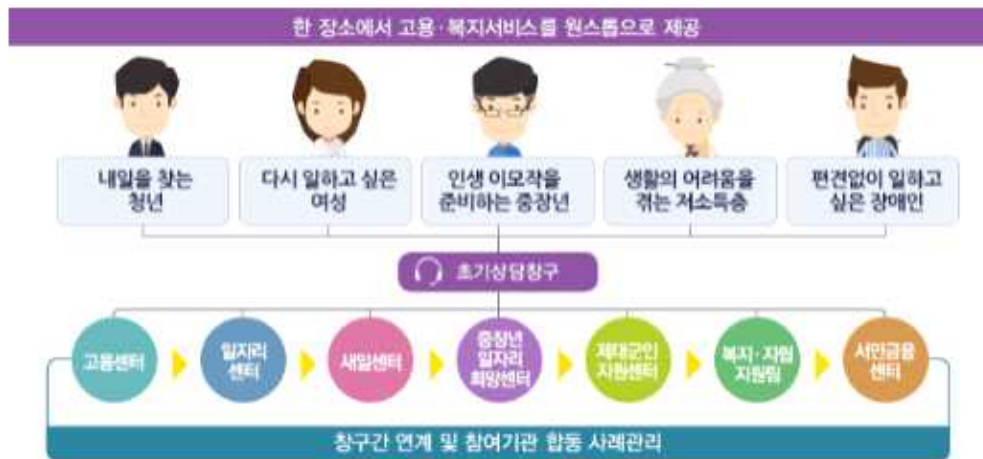 한 장소에서 고용·복지서비스를 원스톱으로 제공
내일을 찾는
청년
다시 일하고 싶은
여성
인생 이모작을
준비하는 중장년
생활의 어려움을
겪는 저소득층
편견없이 일하고
싶은 장애인
초기상담창구
고용센터
일자리
센터
새일센터
중장년
일자리
희망센터
제대군인
지원센터
복지·자립
지원팀
서민금융
센터
창구간 연계 및 참여기관 합동 사례관리